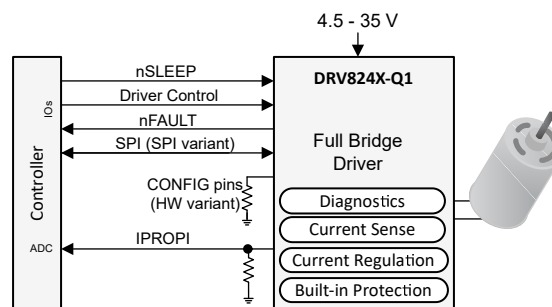 4.5 - 35 V
DRV824X-Q1
nSLEEP
Driver Control
nFAULT
SPI (SPI variant)
Full Bridge
Driver
IOs
Controller
CONFIG pins
(HW variant)
Diagnostics
Current Sense
ADC
IPROPI
Current Regulation
Built-in Protection